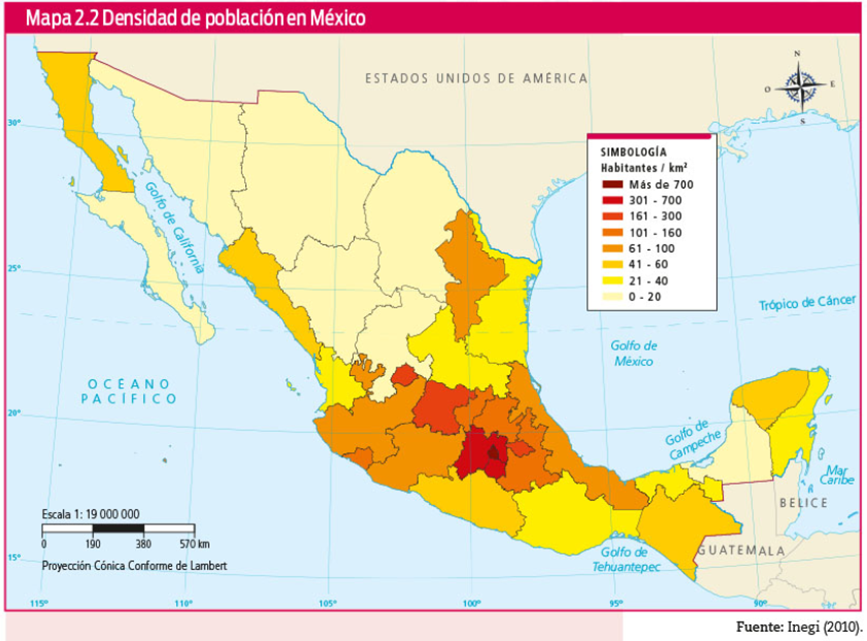 Mapa 2.2 Densidad de población en México
ESTADOS UNIDOS DE AMÉRICA
N
O
E
S
30°
SIMBOLOGÍA
Habitantes / km²
Más de 700
301 - 700
161 - 300
101 - 160
61 - 100
41 - 60
21 - 40
0 - 20
Golfo de
California
25°
Trópico de Cáncer
Golfo de
México
OCÉANO
PACÍFICO
20°
Golfo de
Campeche
Mar
Caribe
BELICE
Escala 1: 19 000 000
0 190 380 570 km
Proyección Cónica Conforme de Lambert
GUATEMALA
Golfo de
Tehuantepec
15°
115° 110° 105° 100° 95° 90°
Fuente: Inegi (2010).